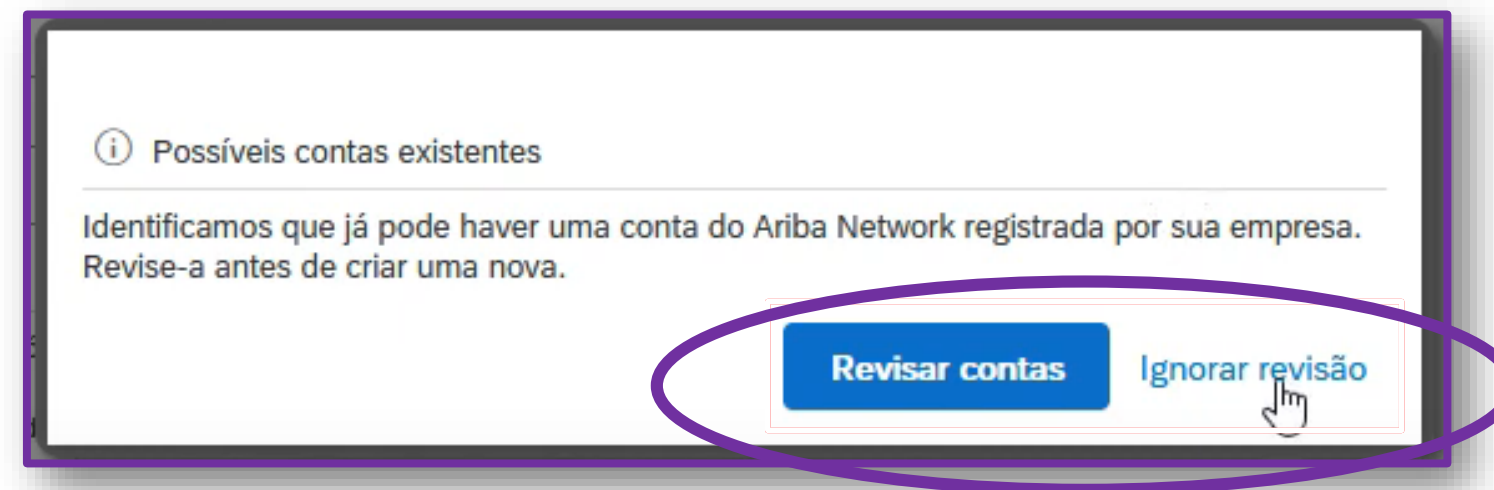 Possíveis contas existentes
Identificamos que já pode haver uma conta do Ariba Network registrada por sua empresa.
Revise-a antes de criar uma nova.
Revisar contas Ignorar revisão